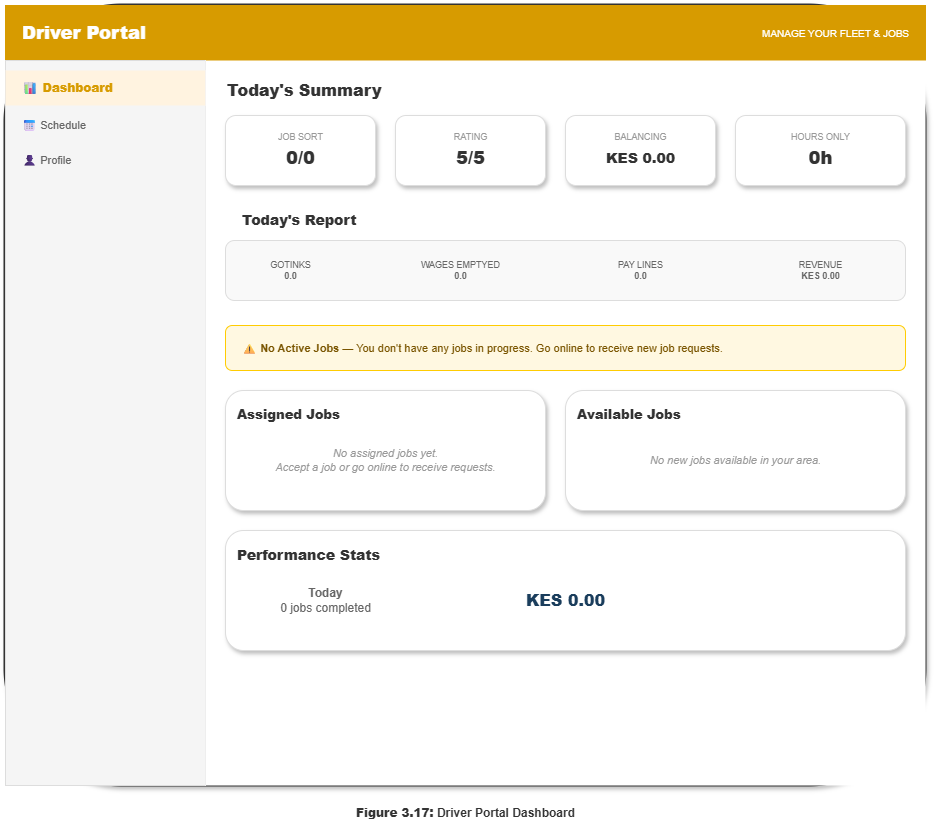 Driver Portal
MANAGE YOUR FLEET & JOBS
Dashboard
Schedule
Profile
Today's Summary
JOB SORT
0/0
RATING
5/5
BALANCING
KES 0.00
HOURS ONLY
0h
Today's Report
GOTINKS
0.0
WAGES EMPTYED
0.0
PAY LINES
0.0
REVENUE
KES 0.00
No Active Jobs — You don't have any jobs in progress. Go online to receive new job requests.
Assigned Jobs
No assigned jobs yet.
Accept a job or go online to receive requests.
Available Jobs
No new jobs available in your area.
Performance Stats
Today
0 jobs completed
KES 0.00
Figure 3.17: Driver Portal Dashboard